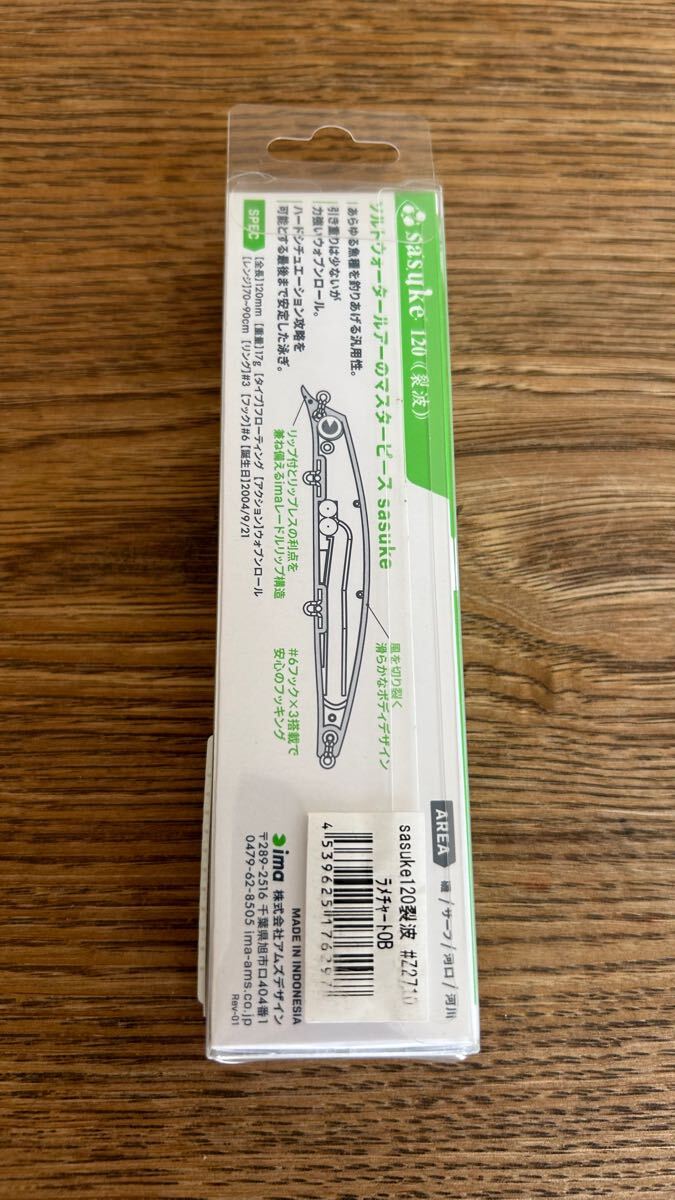 sasuke 120 ⟪裂波⟫
ソルトウォータールアーのマスターピース sasuke
あらゆる魚種を釣りあげる汎用性。
引き重りは少ないが
力強いウォブンロール。
ハードシチュエーション攻略を
可能とする最後まで安定した泳ぎ。
SPEC
【全長】120mm 【重量】17g 【タイプ】フローティング 【アクション】ウォブンロール
【レンジ】70~90cm 【リング】#3 【フック】#6 【誕生日】2004/9/21
風を切り裂く
滑らかなボディデザイン
リップ付とリップレスの利点を
兼ね備えるimaレードルリップ構造
#6フック×3搭載で
安心のフッキング
AREA
磯/サーフ/河口/河川
sasuke120裂波 #Z2710
ラメチャートOB
MADE IN INDONESIA
ima 株式会社アムズデザイン
〒289-2516 千葉県旭市ロ404番1
0479-62-8505 ima-ams.co.jp
Rev-01